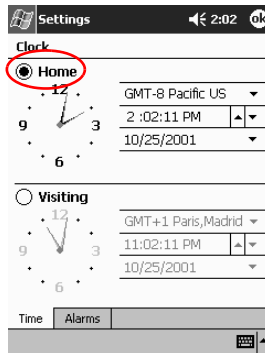 Settings 2:02 ok
Clock
Home
12
9 3
6
GMT-8 Pacific US
2 :02:11 PM
10/25/2001
Visiting
12
9 3
6
GMT+1 Paris,Madrid
11:02:11 PM
10/25/2001
Time Alarms